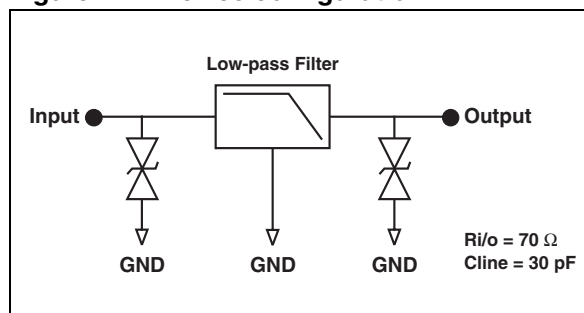 Low-pass Filter
Input
Output
GND
GND
GND
Ri/o = 70 Ω
Cline = 30 pF